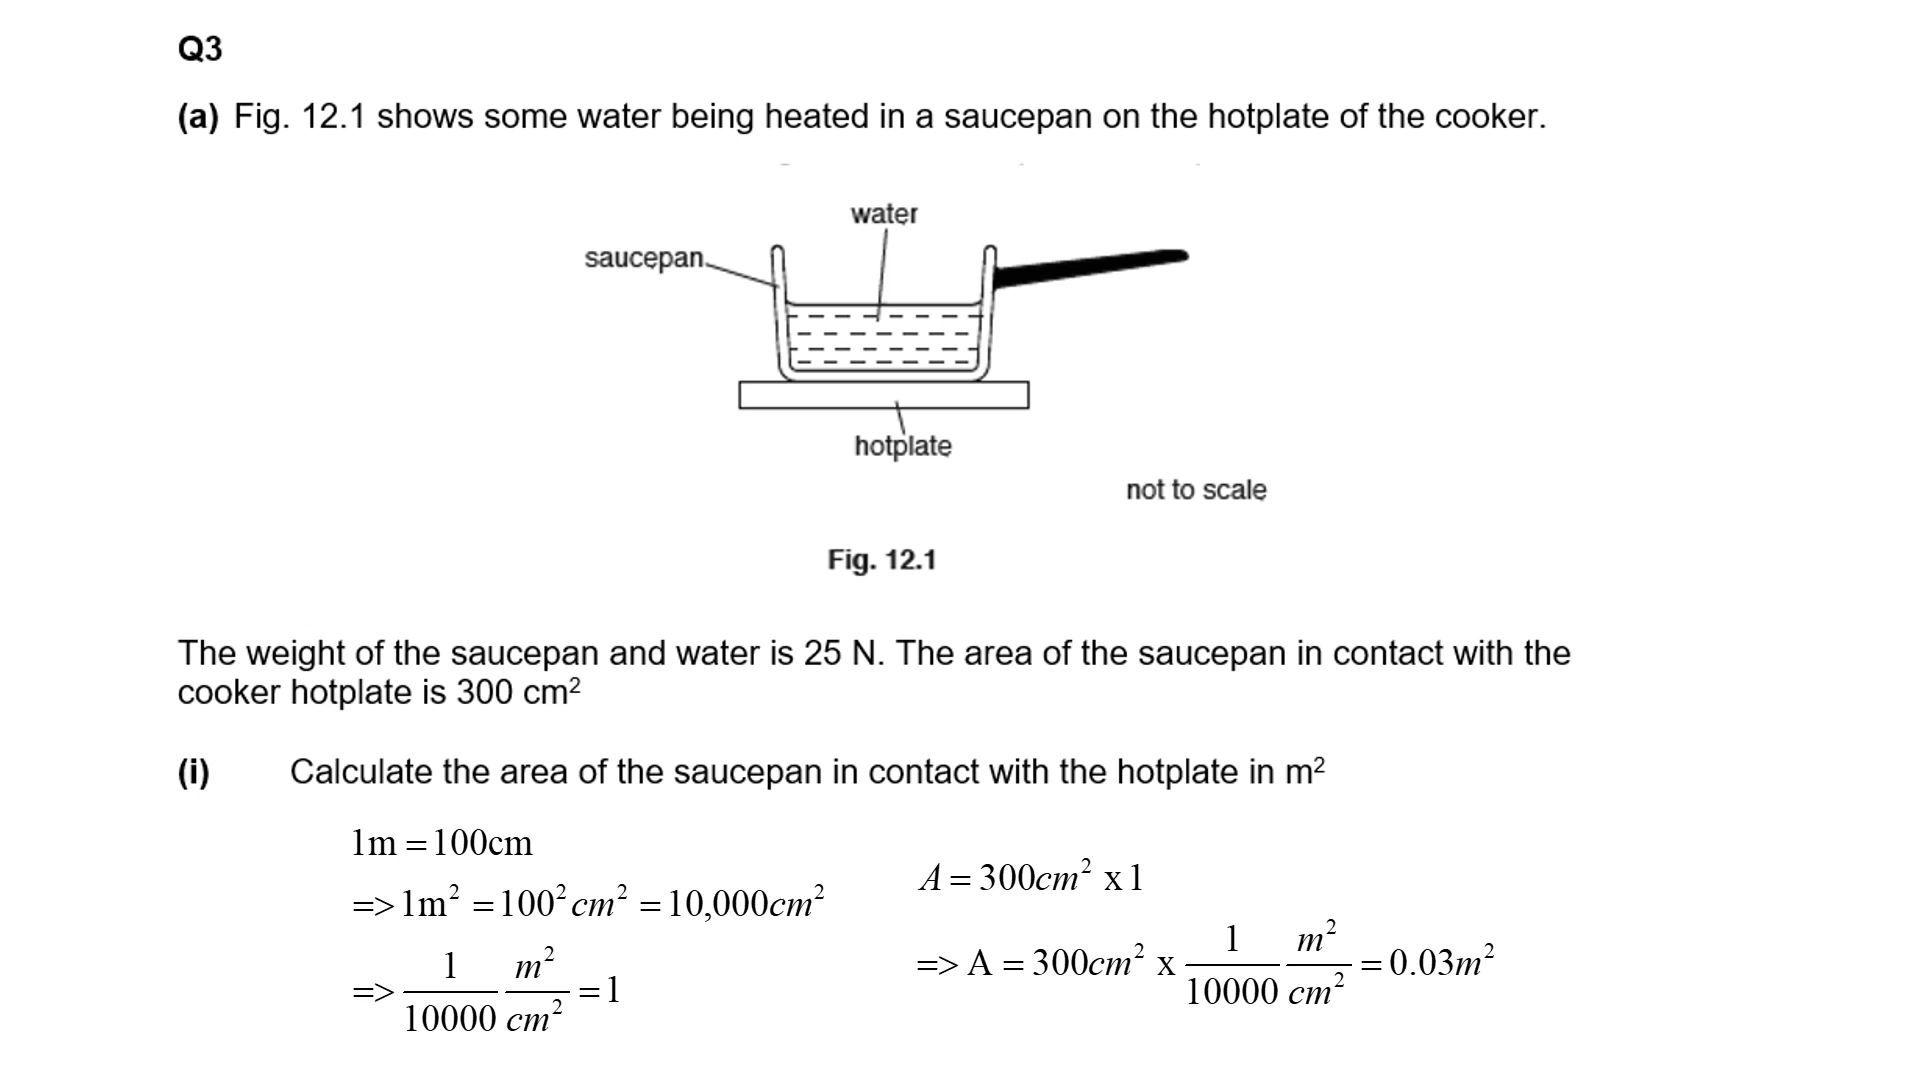 Q3
(a) Fig. 12.1 shows some water being heated in a saucepan on the hotplate of the cooker.
water
saucepan
hotplate
not to scale
Fig. 12.1
The weight of the saucepan and water is 25 N. The area of the saucepan in contact with the
cooker hotplate is 300 cm²
(i) Calculate the area of the saucepan in contact with the hotplate in m²
1m = 100cm
=> 1m² = 100² cm² = 10,000cm²
=> 1/10000 m²/cm² = 1
A = 300cm² x 1
=> A = 300cm² x 1/10000 m²/cm² = 0.03m²